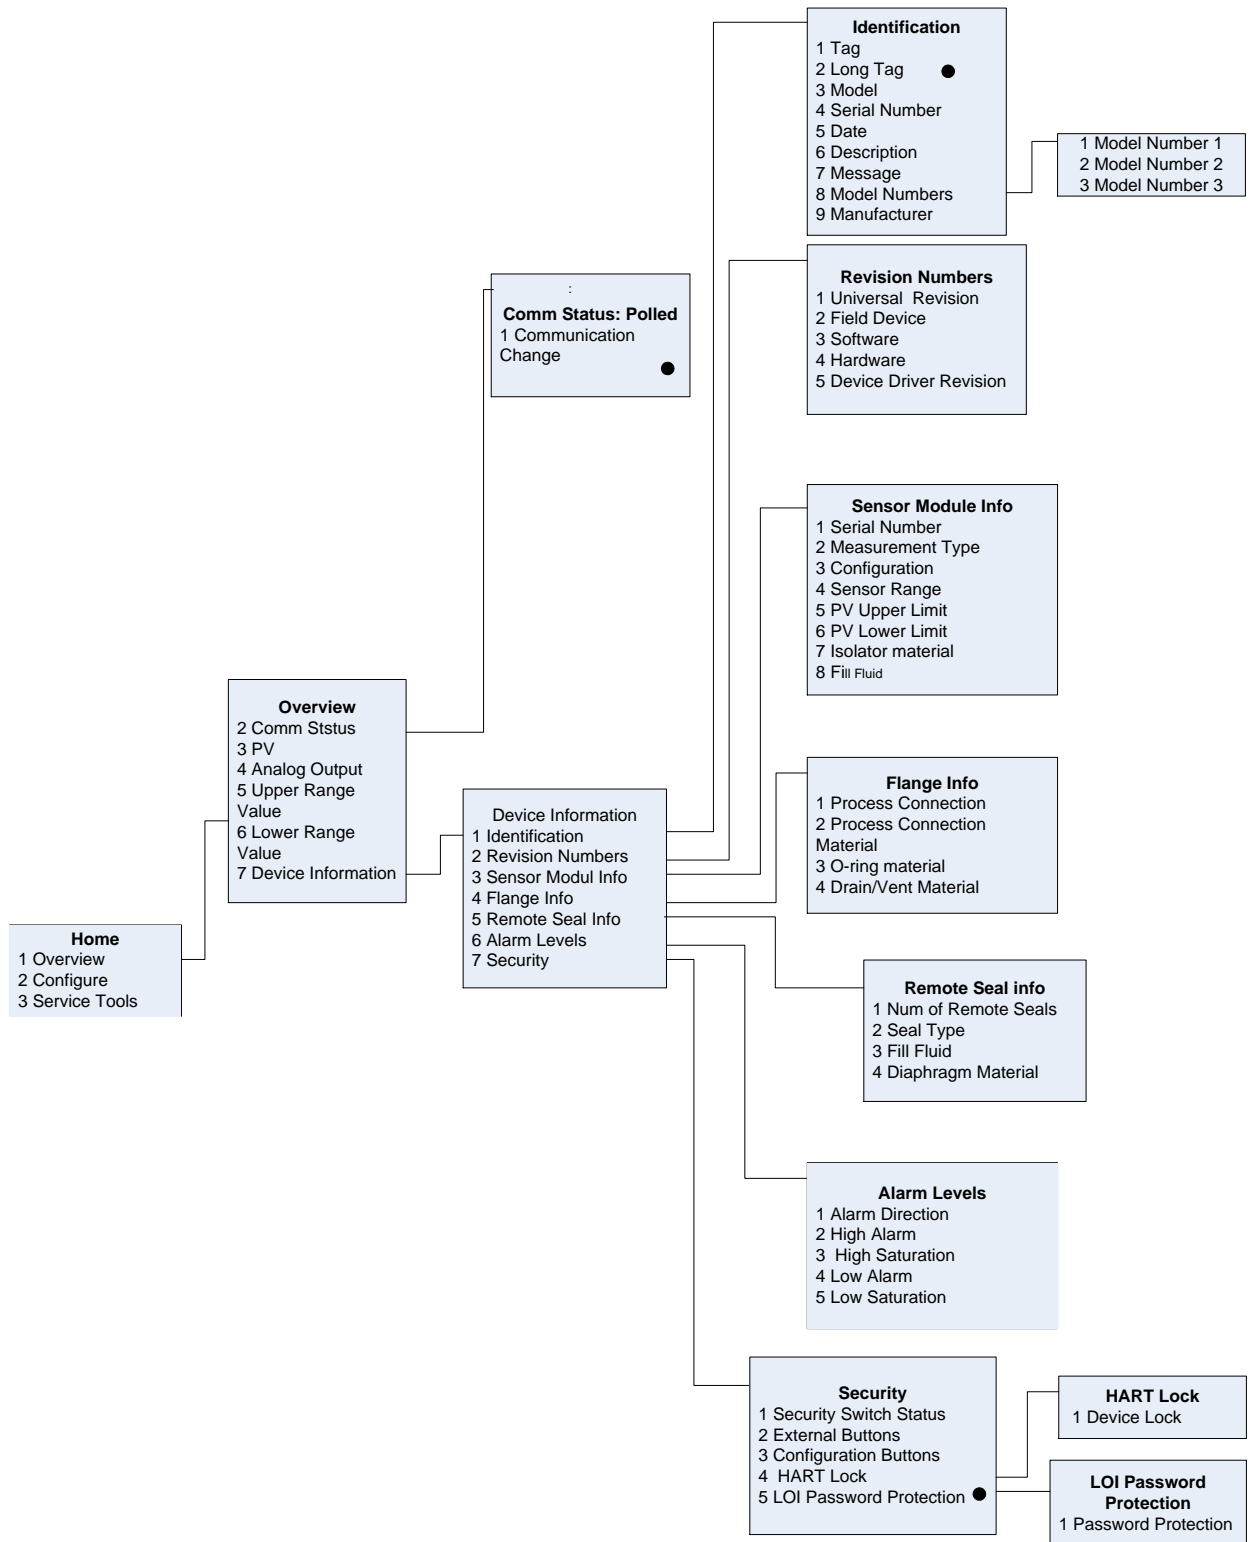 Identification
1 Tag
2 Long Tag
3 Model
4 Serial Number
5 Date
6 Description
7 Message
8 Model Numbers
9 Manufacturer
1 Model Number 1
2 Model Number 2
3 Model Number 3
Revision Numbers
1 Universal Revision
2 Field Device
3 Software
4 Hardware
5 Device Driver Revision
:
Comm Status: Polled
1 Communication
Change
Sensor Module Info
1 Serial Number
2 Measurement Type
3 Configuration
4 Sensor Range
5 PV Upper Limit
6 PV Lower Limit
7 Isolator material
8 Fill Fluid
Overview
2 Comm Ststus
3 PV
4 Analog Output
5 Upper Range
Value
6 Lower Range
Value
7 Device Information
Device Information
1 Identification
2 Revision Numbers
3 Sensor Modul Info
4 Flange Info
5 Remote Seal Info
6 Alarm Levels
7 Security
Flange Info
1 Process Connection
2 Process Connection
Material
3 O-ring material
4 Drain/Vent Material
Home
1 Overview
2 Configure
3 Service Tools
Remote Seal info
1 Num of Remote Seals
2 Seal Type
3 Fill Fluid
4 Diaphragm Material
Alarm Levels
1 Alarm Direction
2 High Alarm
3 High Saturation
4 Low Alarm
5 Low Saturation
Security
1 Security Switch Status
2 External Buttons
3 Configuration Buttons
4 HART Lock
5 LOI Password Protection
HART Lock
1 Device Lock
LOI Password
Protection
1 Password Protection